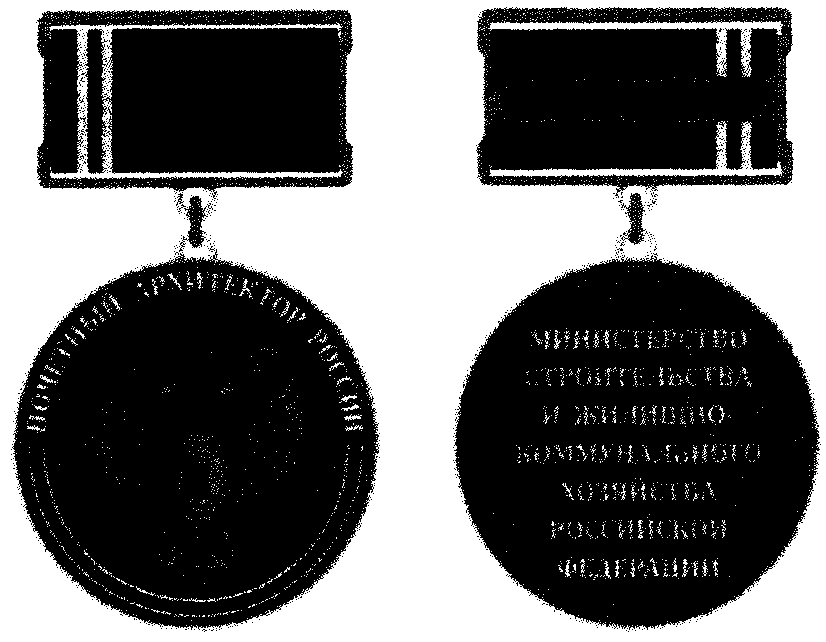 ПОЧЕТНЫЙ АРХИТЕКТОР РОССИИ
МИНИСТЕРСТВО
СТРОИТЕЛЬСТВА
И ЖИЛИЩНО-
КОММУНАЛЬНОГО
ХОЗЯЙСТВА
РОССИЙСКОЙ
ФЕДЕРАЦИИ